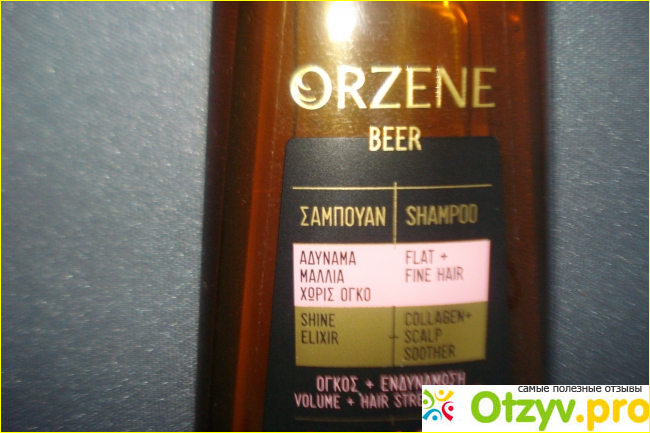 ORZENE
BEER
ΣΑΜΠΟΥΑΝ SHAMPOO
ΑΔΥΝΑΜΑ
ΜΑΛΛΙΑ
ΧΩΡΙΣ ΟΓΚΟ
FLAT +
FINE HAIR
SHINE
ELIXIR
COLLAGEN+
SCALP
SOOTHER
ΟΓΚΟΣ + ΕΝΔΥΝΑΜΩΣΗ
VOLUME + HAIR
самые полезные отзывы
Otzyv.pro